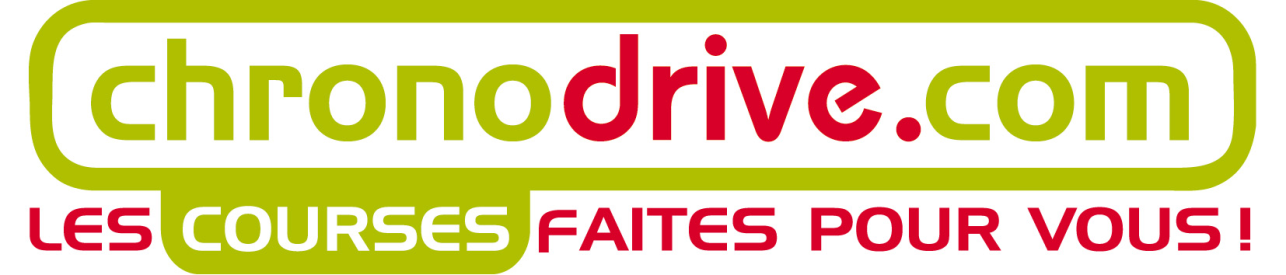 chronodrive.com
LES COURSES FAITES POUR VOUS !